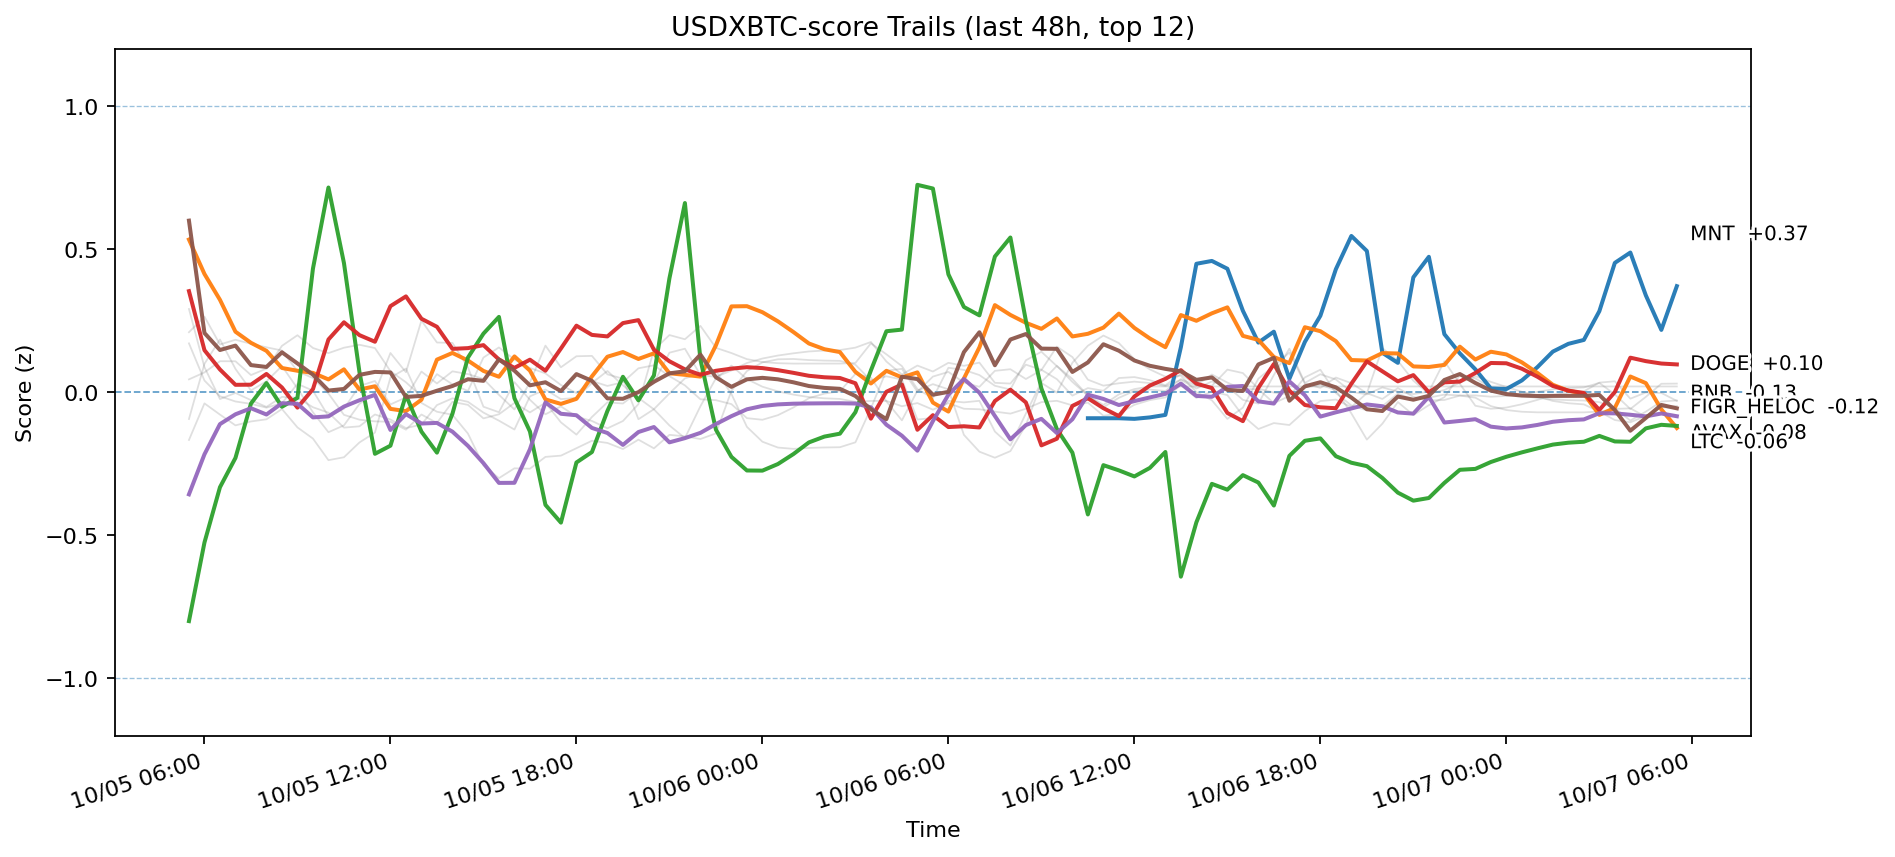 USDXBTC-score Trails (last 48h, top 12)
Score (z)
1.0
0.5
0.0
−0.5
−1.0
MNT +0.37
DOGE +0.10
BNB -0.13
FIGR_HELOC -0.12
AVAX -0.08
LTC -0.06
10/05 06:00
10/05 12:00
10/05 18:00
10/06 00:00
10/06 06:00
10/06 12:00
10/06 18:00
10/07 00:00
10/07 06:00
Time